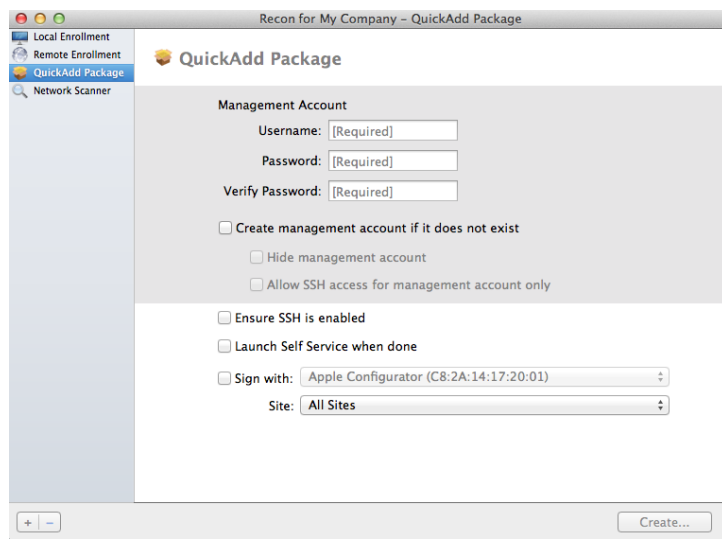 Recon for My Company – QuickAdd Package
Local Enrollment
Remote Enrollment
QuickAdd Package
Network Scanner
QuickAdd Package
Management Account
Username: [Required]
Password: [Required]
Verify Password: [Required]
Create management account if it does not exist
Hide management account
Allow SSH access for management account only
Ensure SSH is enabled
Launch Self Service when done
Sign with: Apple Configurator (C8:2A:14:17:20:01)
Site: All Sites
+ −
Create...